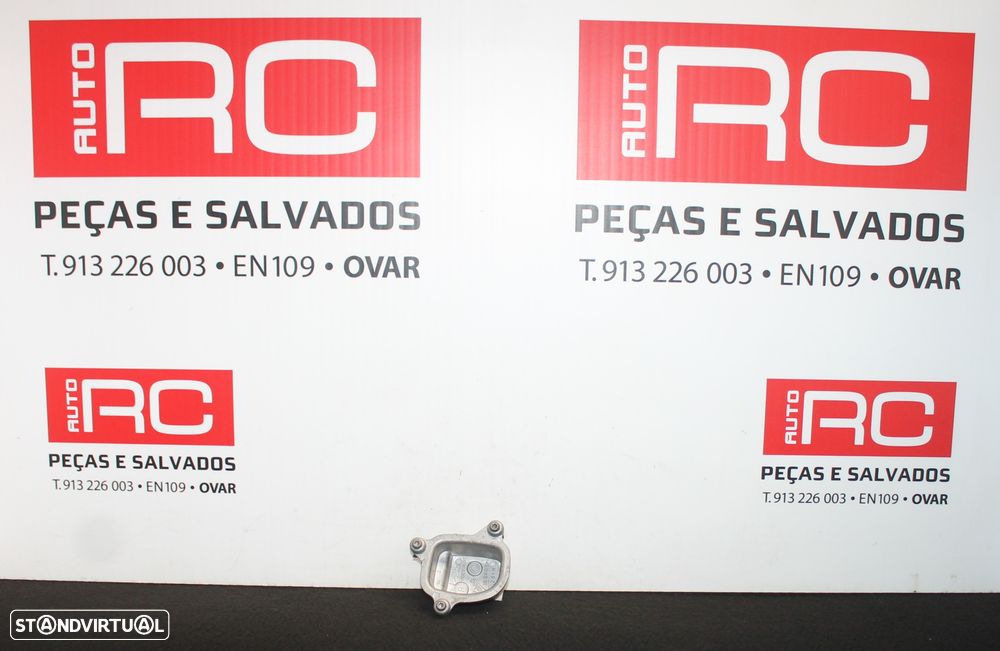 AUTO RC
PEÇAS E SALVADOS
T. 913 226 003 • EN109 • OVAR
AUTO RC
PEÇAS E SALVADOS
T. 913 226 003 • EN109 • OVAR
AUTO RC
PEÇAS E SALVADOS
T. 913 226 003 • EN109 • OVAR
AUTO RC
PEÇAS E SALVADOS
T. 913 226 003 • EN109 • OVAR
STANDVIRTUAL